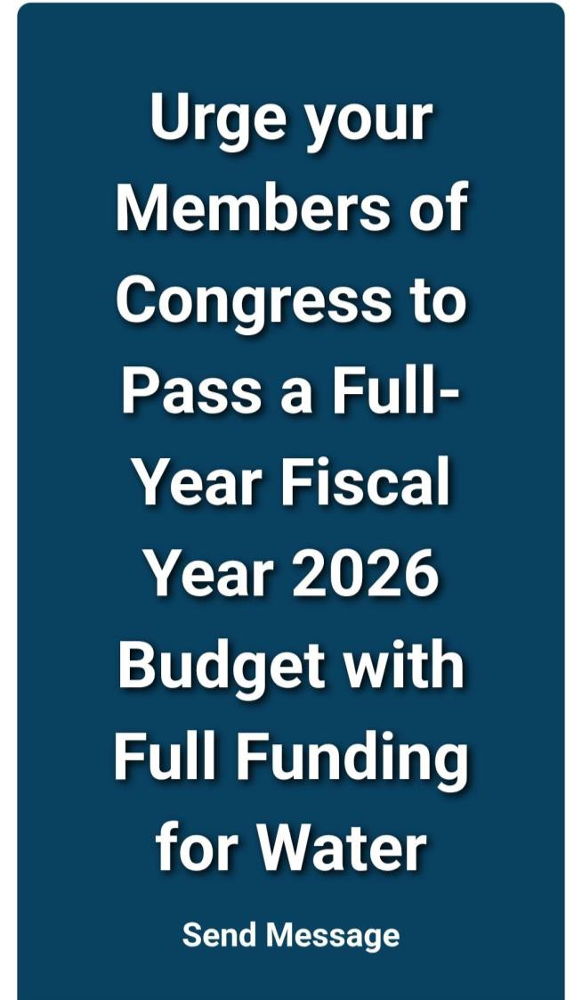 Urge your
Members of
Congress to
Pass a Full-
Year Fiscal
Year 2026
Budget with
Full Funding
for Water
Send Message